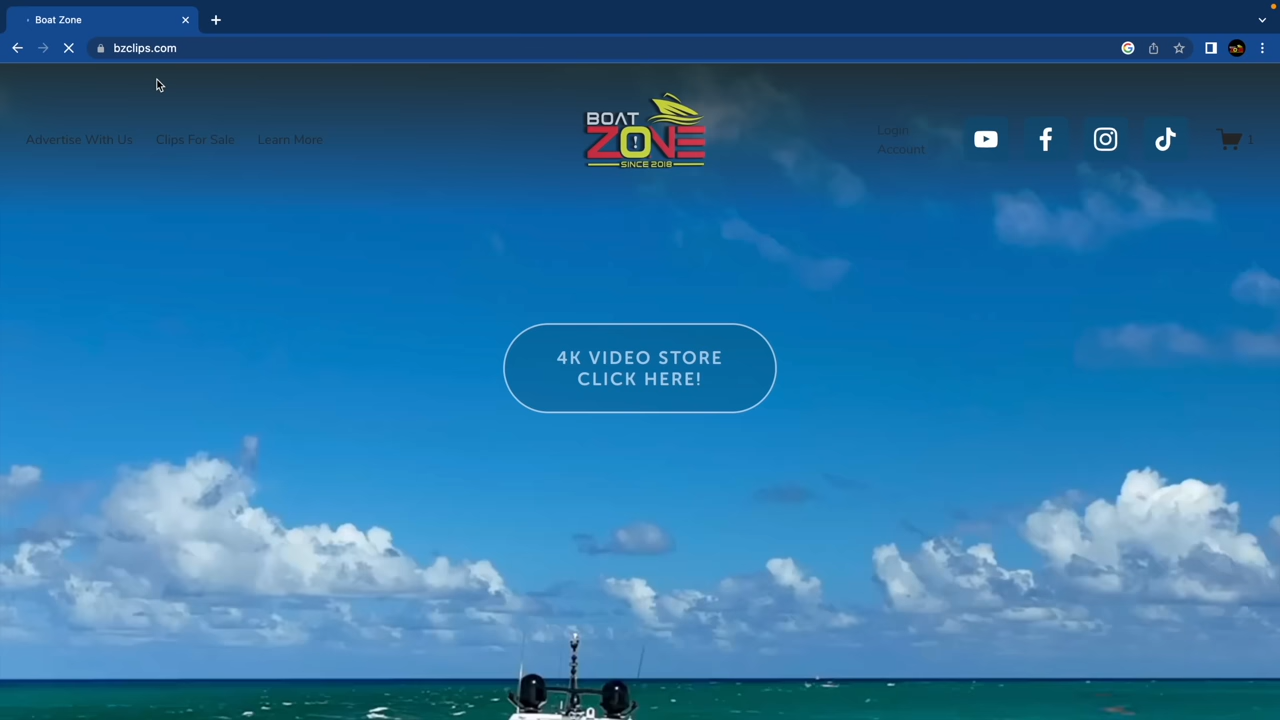 Boat Zone
bzclips.com
Advertise With Us
Clips For Sale
Learn More
BOAT
ZONE
SINCE 2018
Login
Account
1
4K VIDEO STORE
CLICK HERE!